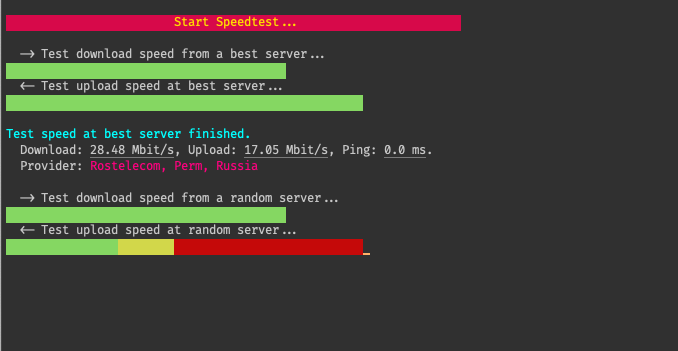 Start Speedtest...
--> Test download speed from a best server...
<-- Test upload speed at best server...
Test speed at best server finished.
Download: 28.48 Mbit/s, Upload: 17.05 Mbit/s, Ping: 0.0 ms.
Provider: Rostelecom, Perm, Russia
--> Test download speed from a random server...
<-- Test upload speed at random server...